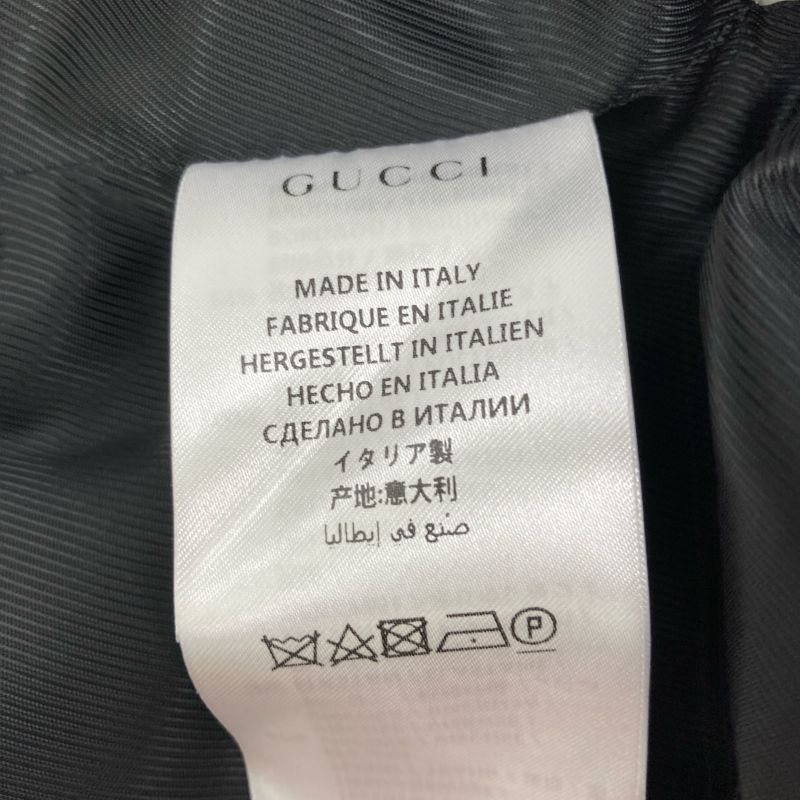 GUCCI
MADE IN ITALY
FABRIQUE EN ITALIE
HERGESTELLT IN ITALIEN
HECHO EN ITALIA
СДЕЛАНО В ИТАЛИИ
イタリア製
产地:意大利
صنع في إيطاليا
P